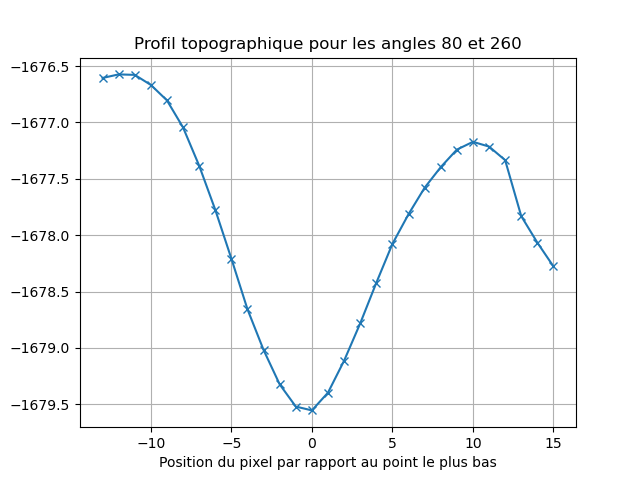 Profil topographique pour les angles 80 et 260
−1676.5
−1677.0
−1677.5
−1678.0
−1678.5
−1679.0
−1679.5
−10 −5 0 5 10 15
Position du pixel par rapport au point le plus bas